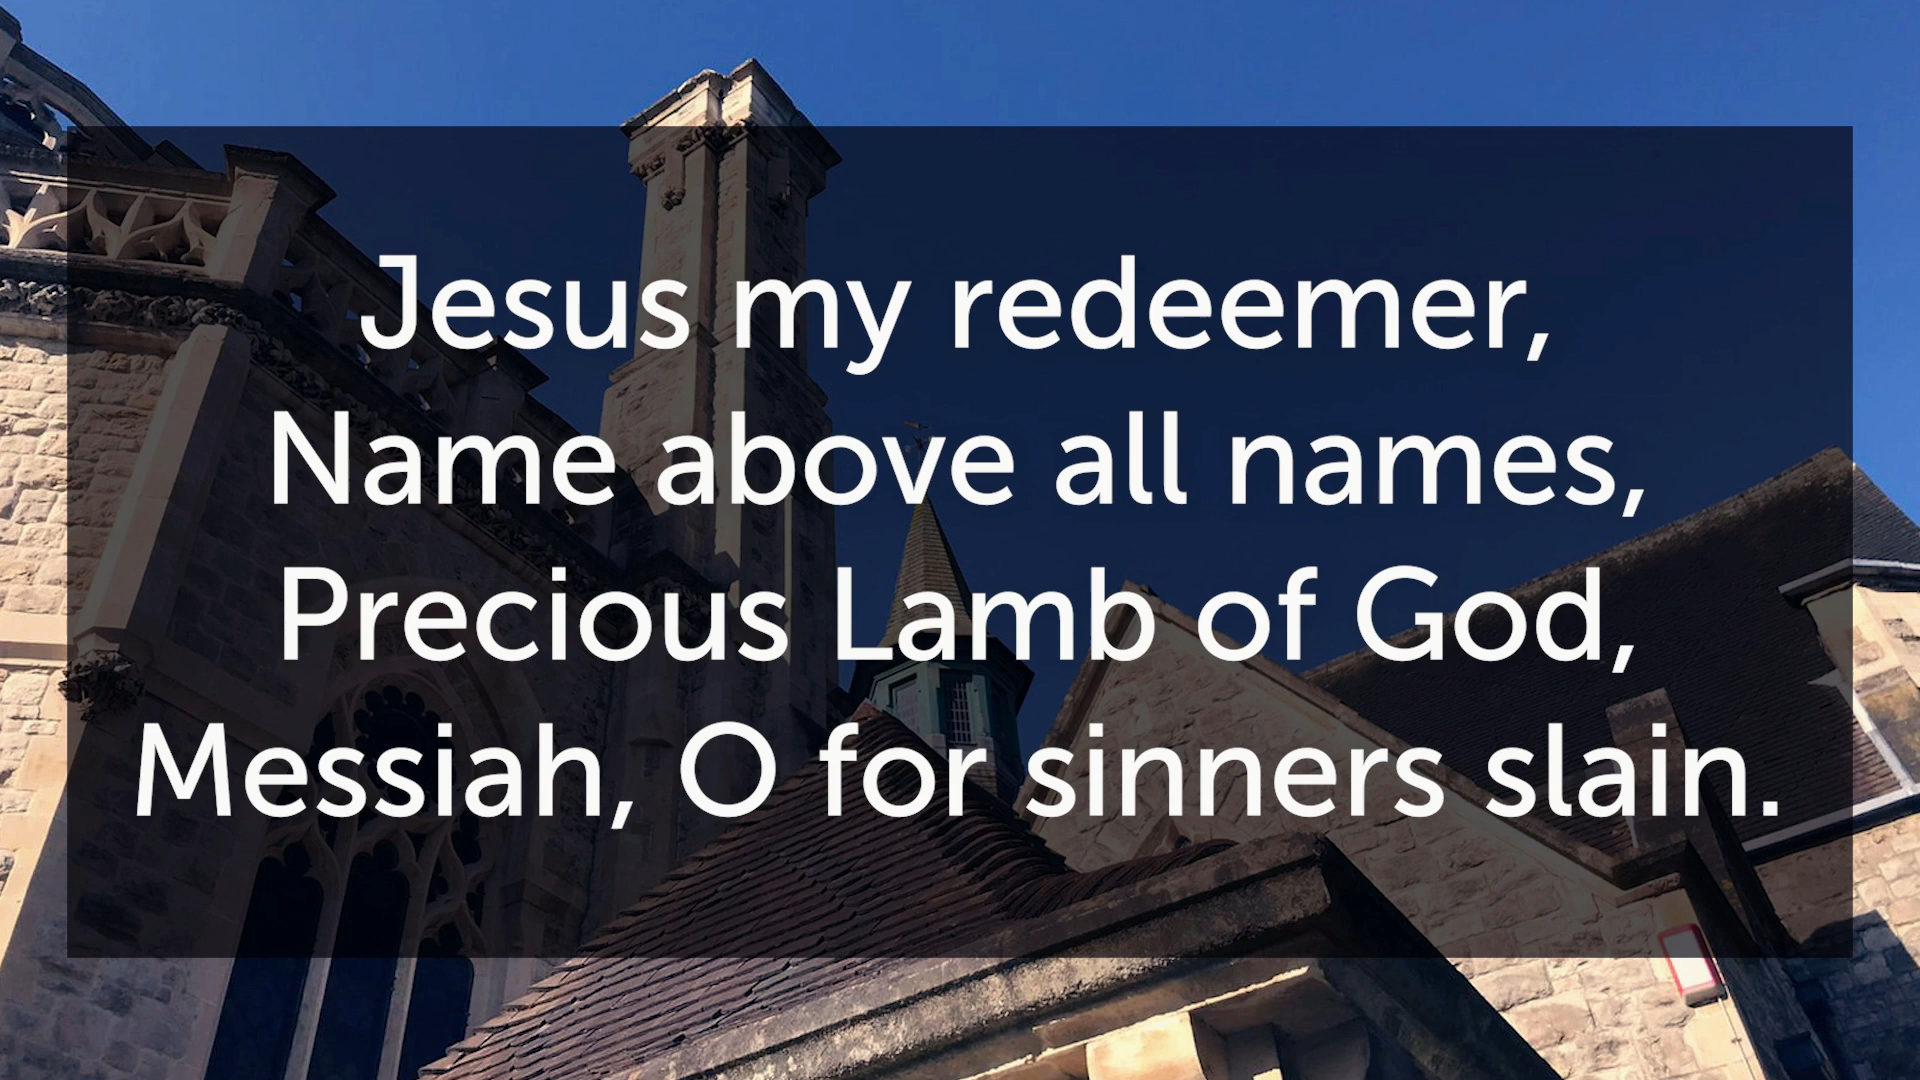 Jesus my redeemer,
Name above all names,
Precious Lamb of God,
Messiah, O for sinners slain.